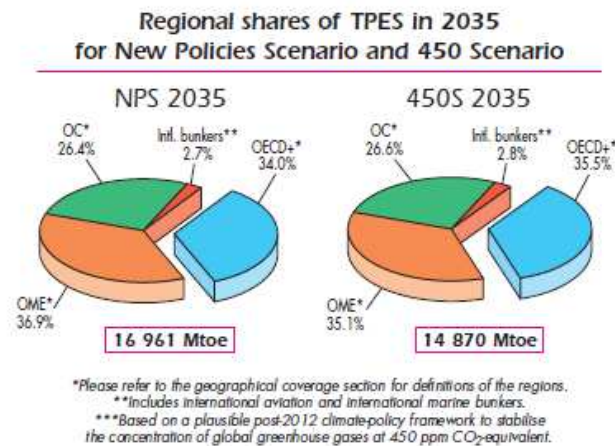 Regional shares of TPES in 2035
for New Policies Scenario and 450 Scenario
NPS 2035
OC*
26.4%
Intl. bunkers**
2.7%
OECD+*
34.0%
OME*
36.9%
16 961 Mtoe
450S 2035
OC*
26.6%
Intl. bunkers**
2.8%
OECD+*
35.5%
OME*
35.1%
14 870 Mtoe
*Please refer to the geographical coverage section for definitions of the regions.
**Includes international aviation and international marine bunkers.
***Based on a plausible post-2012 climate-policy framework to stabilise
the concentration of global greenhouse gases at 450 ppm CO2 equivalent.